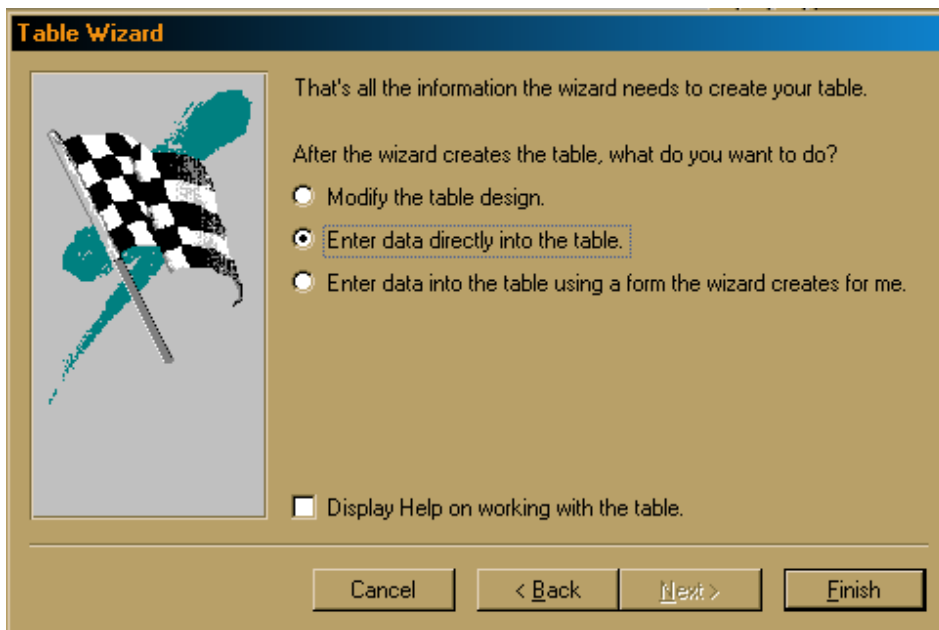 Table Wizard
That's all the information the wizard needs to create your table.
After the wizard creates the table, what do you want to do?
Modify the table design.
Enter data directly into the table.
Enter data into the table using a form the wizard creates for me.
Display Help on working with the table.
Cancel
< Back
Next >
Finish